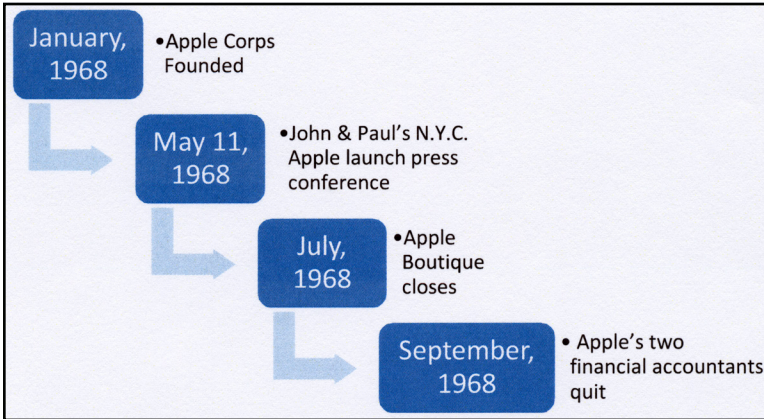 January,
1968
•Apple Corps
Founded
May 11,
1968
•John & Paul's N.Y.C.
Apple launch press
conference
July,
1968
•Apple
Boutique
closes
September,
1968
• Apple's two
financial accountants
quit